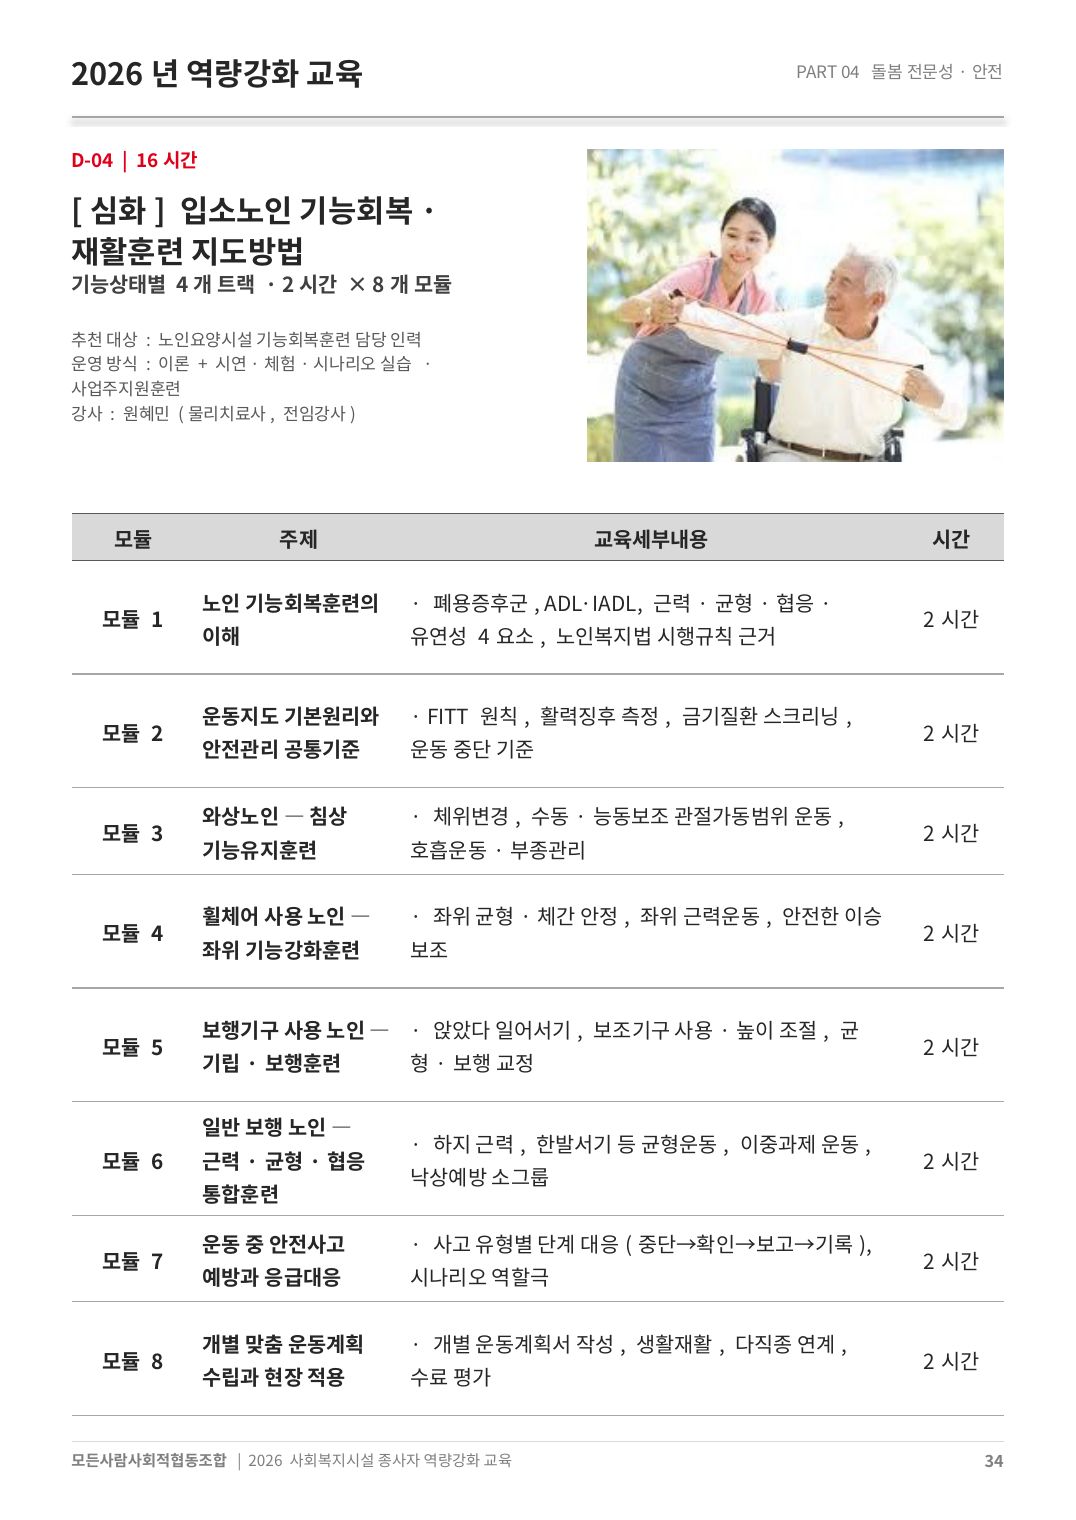 2026 년 역량강화 교육
PART 04 돌봄 전문성 · 안전
D-04 | 16 시간
[ 심화 ] 입소노인 기능회복 ·
재활훈련 지도방법
기능상태별 4 개 트랙 · 2 시간 × 8 개 모듈
추천 대상 : 노인요양시설 기능회복훈련 담당 인력
운영 방식 : 이론 + 시연 · 체험 · 시나리오 실습 ·
사업주지원훈련
강사 : 원혜민 ( 물리치료사 , 전임강사 )
모듈 주제 교육세부내용 시간
노인 기능회복훈련의 · 폐용증후군 , ADL·IADL, 근력 · 균형 · 협응 ·
모듈 1 2 시간
이해 유연성 4 요소 , 노인복지법 시행규칙 근거
운동지도 기본원리와 · FITT 원칙 , 활력징후 측정 , 금기질환 스크리닝 ,
모듈 2 2 시간
안전관리 공통기준 운동 중단 기준
와상노인 — 침상 · 체위변경 , 수동 · 능동보조 관절가동범위 운동 ,
모듈 3 2 시간
기능유지훈련 호흡운동 · 부종관리
휠체어 사용 노인 — · 좌위 균형 · 체간 안정 , 좌위 근력운동 , 안전한 이승
모듈 4 2 시간
좌위 기능강화훈련 보조
보행기구 사용 노인 — · 앉았다 일어서기 , 보조기구 사용 · 높이 조절 , 균
모듈 5 2 시간
기립 · 보행훈련 형 · 보행 교정
일반 보행 노인 —
· 하지 근력 , 한발서기 등 균형운동 , 이중과제 운동 ,
모듈 6 근력 · 균형 · 협응 2 시간
낙상예방 소그룹
통합훈련
운동 중 안전사고 · 사고 유형별 단계 대응 ( 중단→확인→보고→기록 ),
모듈 7 2 시간
예방과 응급대응 시나리오 역할극
개별 맞춤 운동계획 · 개별 운동계획서 작성 , 생활재활 , 다직종 연계 ,
모듈 8 2 시간
수립과 현장 적용 수료 평가
모든사람사회적협동조합 | 2026 사회복지시설 종사자 역량강화 교육 34